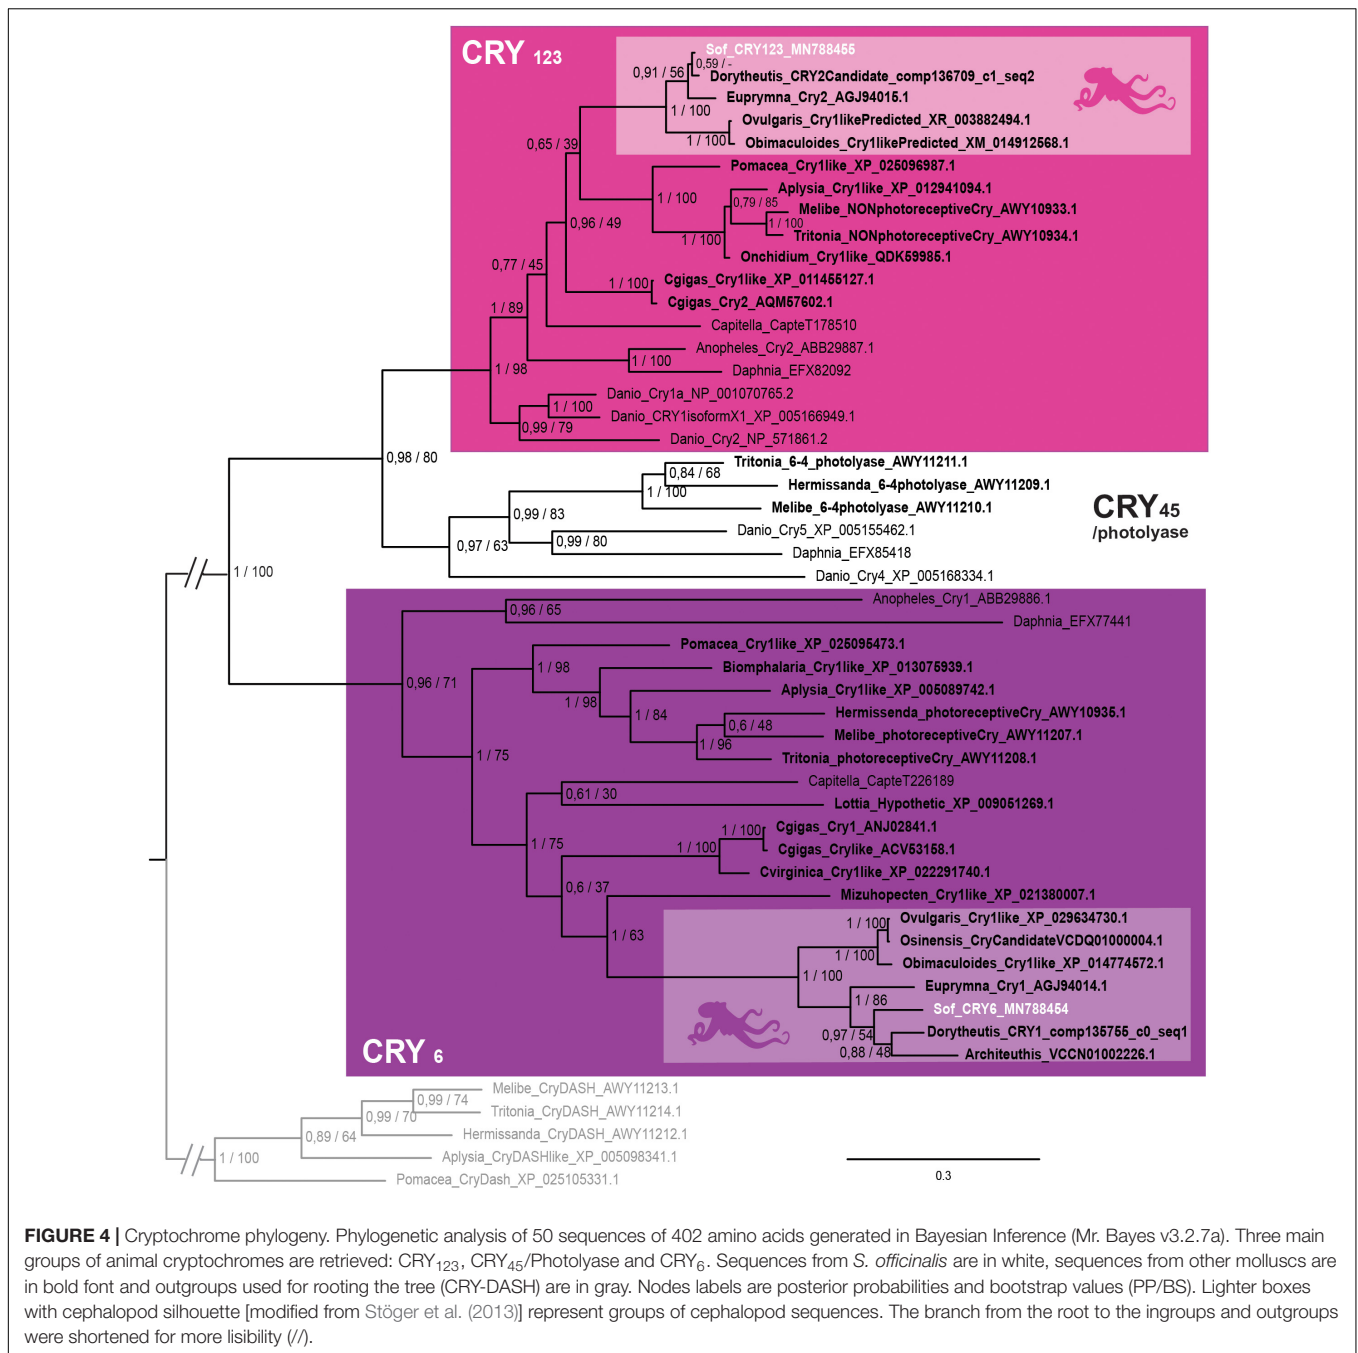 CRY 123
Sof_CRY123_MN788455
0,59 / -
0,91 / 56
Dorytheutis_CRY2Candidate_comp136709_c1_seq2
Euprymna_Cry2_AGJ94015.1
1 / 100
Ovulgaris_Cry1likePredicted_XR_003882494.1
1 / 100
Obimaculoides_Cry1likePredicted_XM_014912568.1
0,65 / 39
Pomacea_Cry1like_XP_025096987.1
Aplysia_Cry1like_XP_012941094.1
1 / 100
0,79 / 85
Melibe_NONphotoreceptiveCry_AWY10933.1
0,96 / 49
1 / 100
Tritonia_NONphotoreceptiveCry_AWY10934.1
1 / 100
Onchidium_Cry1like_QDK59985.1
0,77 / 45
Cgigas_Cry1like_XP_011455127.1
1 / 100
Cgigas_Cry2_AQM57602.1
1 / 89
Capitella_CapteT178510
Anopheles_Cry2_ABB29887.1
1 / 100
Daphnia_EFX82092
1 / 98
Danio_Cry1a_NP_001070765.2
1 / 100
Danio_CRY1isoformX1_XP_005166949.1
0,99 / 79
Danio_Cry2_NP_571861.2
0,98 / 80
Tritonia_6-4_photolyase_AWY11211.1
0,84 / 68
Hermissanda_6-4photolyase_AWY11209.1
1 / 100
Melibe_6-4photolyase_AWY11210.1
CRY45
/photolyase
0,99 / 83
Danio_Cry5_XP_005155462.1
0,99 / 80
0,97 / 63
Daphnia_EFX85418
Danio_Cry4_XP_005168334.1
1 / 100
Anopheles_Cry1_ABB29886.1
0,96 / 65
Daphnia_EFX77441
Pomacea_Cry1like_XP_025095473.1
1 / 98
Biomphalaria_Cry1like_XP_013075939.1
0,96 / 71
Aplysia_Cry1like_XP_005089742.1
1 / 98
1 / 84
Hermissenda_photoreceptiveCry_AWY10935.1
0,6 / 48
Melibe_photoreceptiveCry_AWY11207.1
1 / 96
Tritonia_photoreceptiveCry_AWY11208.1
1 / 75
Capitella_CapteT226189
0,61 / 30
Lottia_Hypothetic_XP_009051269.1
Cgigas_Cry1_ANJ02841.1
1 / 100
Cgigas_Crylike_ACV53158.1
1 / 75
1 / 100
Cvirginica_Cry1like_XP_022291740.1
0,6 / 37
Mizuhopecten_Cry1like_XP_021380007.1
Ovulgaris_Cry1like_XP_029634730.1
1 / 100
1 / 63
Osinensis_CryCandidateVCDQ01000004.1
1 / 100
Obimaculoides_Cry1like_XP_014774572.1
1 / 100
Euprymna_Cry1_AGJ94014.1
1 / 86
Sof_CRY6_MN788454
0,97 / 54
Dorytheutis_CRY1_comp135755_c0_seq1
0,88 / 48
Architeuthis_VCCN01002226.1
CRY 6
Melibe_CryDASH_AWY11213.1
0,99 / 74
Tritonia_CryDASH_AWY11214.1
0,99 / 70
Hermissanda_CryDASH_AWY11212.1
0,89 / 64
Aplysia_CryDASHlike_XP_005098341.1
1 / 100
Pomacea_CryDash_XP_025105331.1
0.3
FIGURE 4 | Cryptochrome phylogeny. Phylogenetic analysis of 50 sequences of 402 amino acids generated in Bayesian Inference (Mr. Bayes v3.2.7a). Three main
groups of animal cryptochromes are retrieved: CRY123, CRY45/Photolyase and CRY6. Sequences from S. officinalis are in white, sequences from other molluscs are
in bold font and outgroups used for rooting the tree (CRY-DASH) are in gray. Nodes labels are posterior probabilities and bootstrap values (PP/BS). Lighter boxes
with cephalopod silhouette [modified from Stöger et al. (2013)] represent groups of cephalopod sequences. The branch from the root to the ingroups and outgroups
were shortened for more lisibility (//).